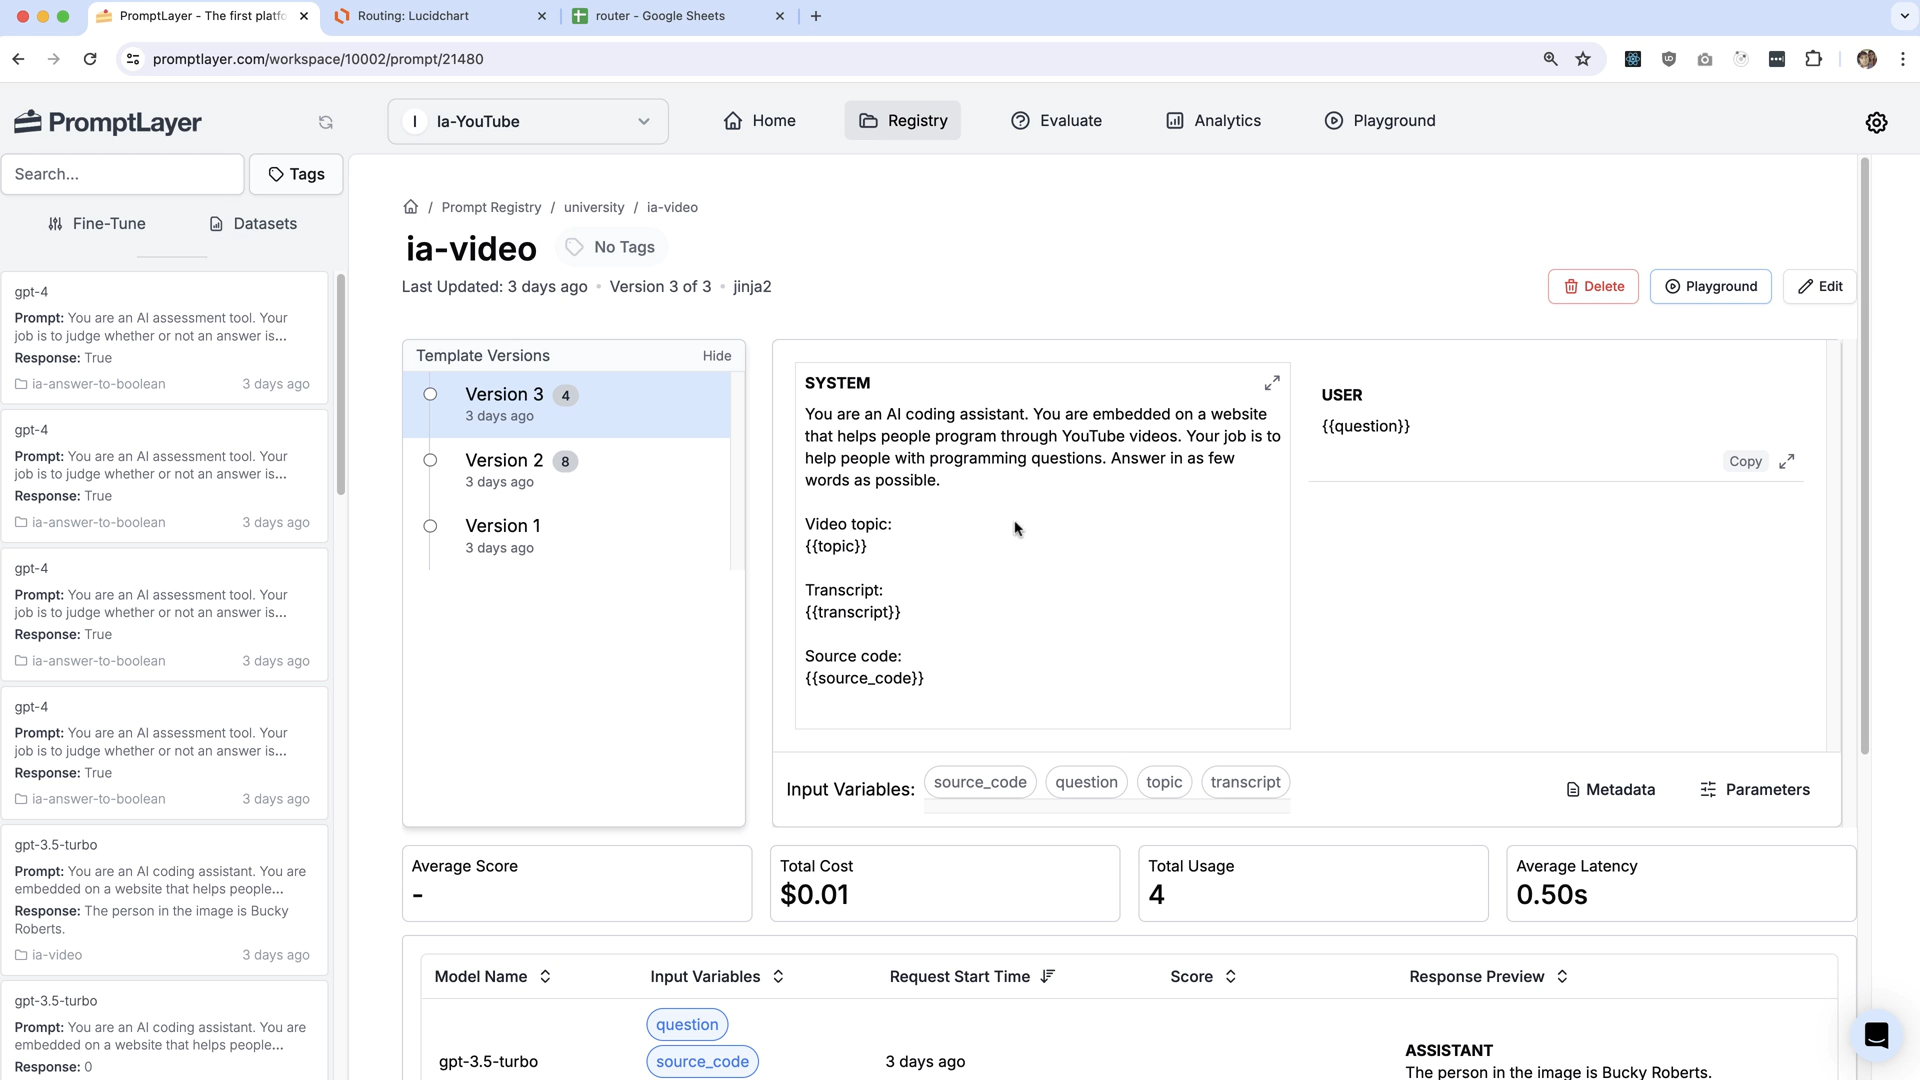 PromptLayer - The first platfo
Routing: Lucidchart
router - Google Sheets
promptlayer.com/workspace/10002/prompt/21480
PromptLayer
I
Ia-YouTube
Home
Registry
Evaluate
Analytics
Playground
Search...
Tags
Fine-Tune
Datasets
gpt-4
Prompt: You are an AI assessment tool. Your
job is to judge whether or not an answer is...
Response: True
ia-answer-to-boolean
3 days ago
gpt-4
Prompt: You are an AI assessment tool. Your
job is to judge whether or not an answer is...
Response: True
ia-answer-to-boolean
3 days ago
gpt-4
Prompt: You are an AI assessment tool. Your
job is to judge whether or not an answer is...
Response: True
ia-answer-to-boolean
3 days ago
gpt-4
Prompt: You are an AI assessment tool. Your
job is to judge whether or not an answer is...
Response: True
ia-answer-to-boolean
3 days ago
gpt-3.5-turbo
Prompt: You are an AI coding assistant. You are
embedded on a website that helps people...
Response: The person in the image is Bucky
Roberts.
ia-video
3 days ago
gpt-3.5-turbo
Prompt: You are an AI coding assistant. You are
embedded on a website that helps people...
Response: 0
/ Prompt Registry / university / ia-video
ia-video
No Tags
Last Updated: 3 days ago • Version 3 of 3 • jinja2
Delete
Playground
Edit
Template Versions
Hide
Version 3 4
3 days ago
Version 2 8
3 days ago
Version 1
3 days ago
SYSTEM
You are an AI coding assistant. You are embedded on a website
that helps people program through YouTube videos. Your job is to
help people with programming questions. Answer in as few
words as possible.
Video topic:
{{topic}}
Transcript:
{{transcript}}
Source code:
{{source_code}}
USER
{{question}}
Copy
Input Variables: source_code question topic transcript
Metadata
Parameters
Average Score
-
Total Cost
$0.01
Total Usage
4
Average Latency
0.50s
Model Name
Input Variables
Request Start Time
Score
Response Preview
gpt-3.5-turbo
question
source_code
3 days ago
ASSISTANT
The person in the image is Bucky Roberts.